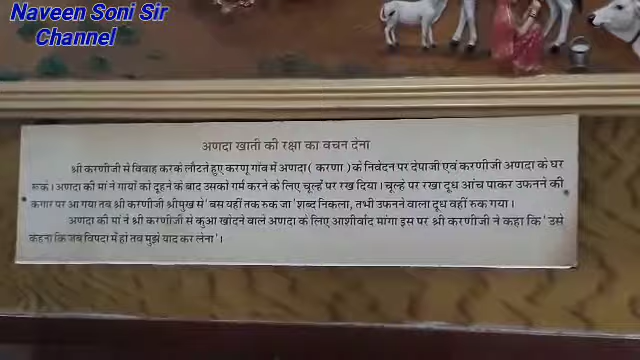 Naveen Soni Sir
Channel
अणदा खाती की रक्षा का वचन देना
श्री करणीजी से विवाह करके लौटते हुए करणू गांव में अणदा ( करणा ) के निवेदन पर देपाजी एवं करणीजी अणदा के घर
रूके। अणदा की मां ने गायों को दूहने के बाद उसको गर्म करने के लिए चूल्हें पर रख दिया। चूल्हे पर रखा दूध आंच पाकर उफनने की
कगार पर आ गया तब श्री करणीजी श्रीमुख से 'बस यहीं तक रुक जा' शब्द निकला, तभी उफनने वाला दूध वहीं रुक गया।
अणदा की मां ने श्री करणीजी से कुआ खोदने वाले अणदा के लिए आशीर्वाद मांगा इस पर श्री करणीजी ने कहा कि 'उसे
कहना कि जब विपदा में हो तब मुझे याद कर लेना'।